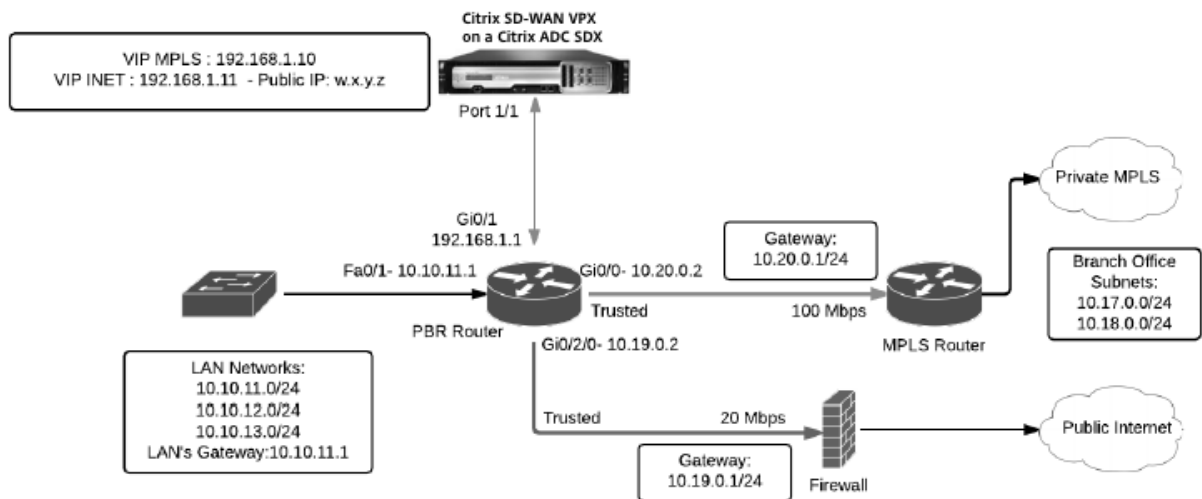 Citrix SD-WAN VPX
on a Citrix ADC SDX
VIP MPLS : 192.168.1.10
VIP INET : 192.168.1.11 - Public IP: w.x.y.z
Port 1/1
Private MPLS
Gi0/1
192.168.1.1
Gateway:
10.20.0.1/24
Fa0/1- 10.10.11.1
Gi0/0- 10.20.0.2
Branch Office
Subnets:
10.17.0.0/24
10.18.0.0/24
Trusted
100 Mbps
PBR Router
MPLS Router
Gi0/2/0- 10.19.0.2
LAN Networks:
10.10.11.0/24
10.10.12.0/24
10.10.13.0/24
LAN's Gateway:10.10.11.1
Trusted
20 Mbps
Public Internet
Gateway:
10.19.0.1/24
Firewall